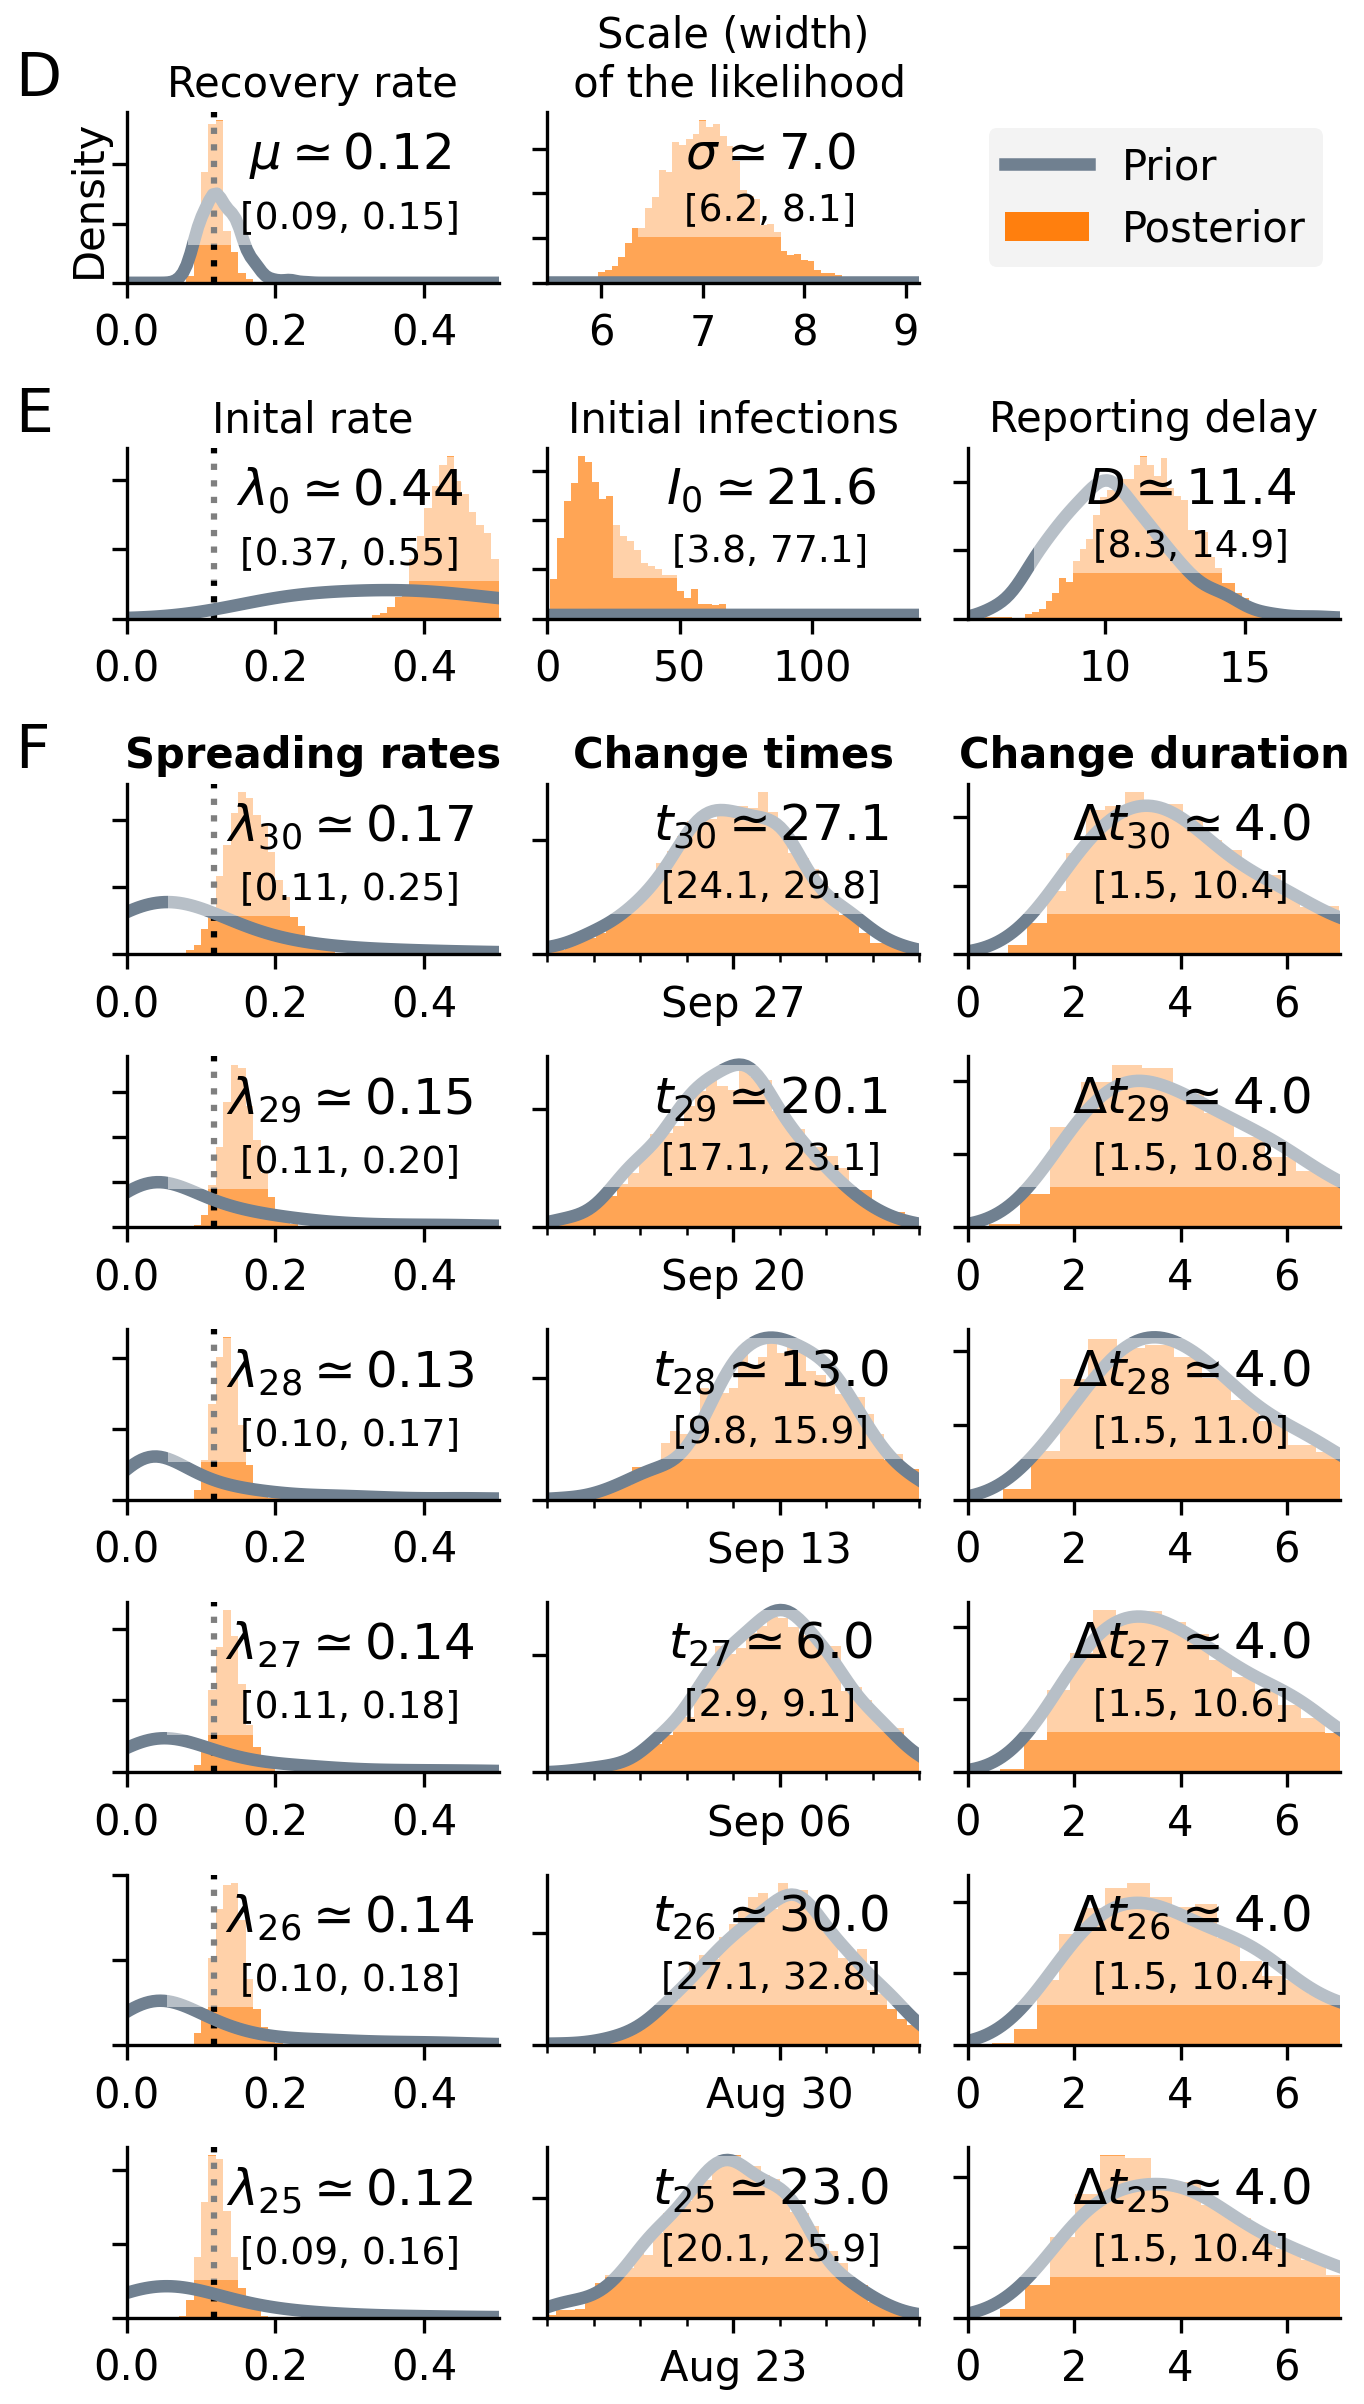 D
Recovery rate
Scale (width)
of the likelihood
Density
μ ≃ 0.12
[0.09, 0.15]
σ ≃ 7.0
[6.2, 8.1]
Prior
Posterior
0.0 0.2 0.4
6 7 8 9
E
Inital rate
Initial infections
Reporting delay
λ₀ ≃ 0.44
[0.37, 0.55]
I₀ ≃ 21.6
[3.8, 77.1]
D ≃ 11.4
[8.3, 14.9]
0.0 0.2 0.4
0 50 100
10 15
F
Spreading rates
Change times
Change duration
λ₃₀ ≃ 0.17
[0.11, 0.25]
t₃₀ ≃ 27.1
[24.1, 29.8]
Δt₃₀ ≃ 4.0
[1.5, 10.4]
0.0 0.2 0.4
Sep 27
0 2 4 6
λ₂₉ ≃ 0.15
[0.11, 0.20]
t₂₉ ≃ 20.1
[17.1, 23.1]
Δt₂₉ ≃ 4.0
[1.5, 10.8]
0.0 0.2 0.4
Sep 20
0 2 4 6
λ₂₈ ≃ 0.13
[0.10, 0.17]
t₂₈ ≃ 13.0
[9.8, 15.9]
Δt₂₈ ≃ 4.0
[1.5, 11.0]
0.0 0.2 0.4
Sep 13
0 2 4 6
λ₂₇ ≃ 0.14
[0.11, 0.18]
t₂₇ ≃ 6.0
[2.9, 9.1]
Δt₂₇ ≃ 4.0
[1.5, 10.6]
0.0 0.2 0.4
Sep 06
0 2 4 6
λ₂₆ ≃ 0.14
[0.10, 0.18]
t₂₆ ≃ 30.0
[27.1, 32.8]
Δt₂₆ ≃ 4.0
[1.5, 10.4]
0.0 0.2 0.4
Aug 30
0 2 4 6
λ₂₅ ≃ 0.12
[0.09, 0.16]
t₂₅ ≃ 23.0
[20.1, 25.9]
Δt₂₅ ≃ 4.0
[1.5, 10.4]
0.0 0.2 0.4
Aug 23
0 2 4 6